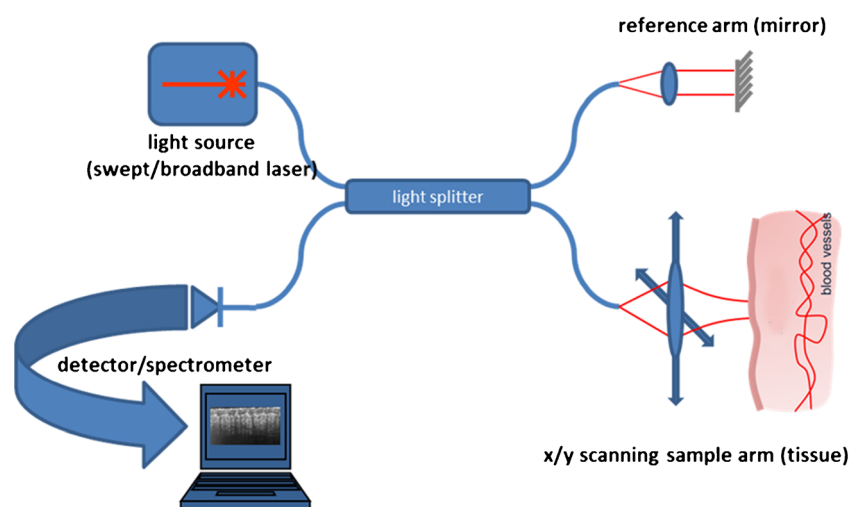 reference arm (mirror)
light source
(swept/broadband laser)
light splitter
blood vessels
detector/spectrometer
x/y scanning sample arm (tissue)